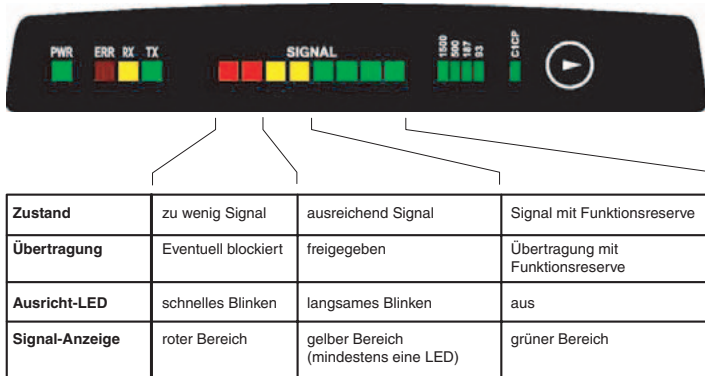 PWR ERR RX TX SIGNAL 1500 500 187 93 C1CP
Zustand zu wenig Signal ausreichend Signal Signal mit Funktionsreserve
Übertragung Eventuell blockiert freigegeben Übertragung mit
Funktionsreserve
Ausricht-LED schnelles Blinken langsames Blinken aus
Signal-Anzeige roter Bereich gelber Bereich grüner Bereich
(mindestens eine LED)